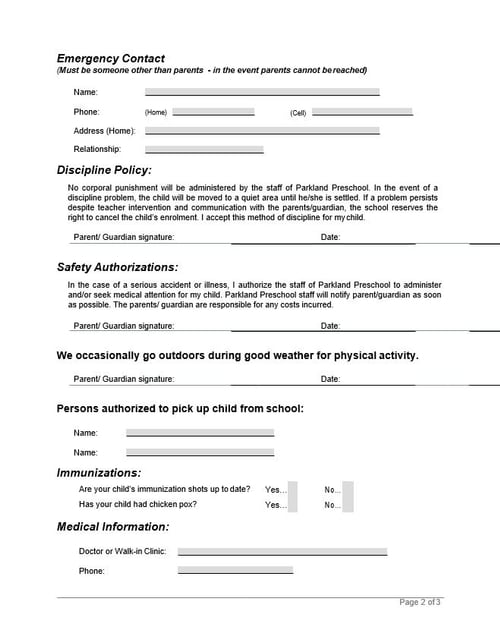 Emergency Contact
(Must be someone other than parents - in the event parents cannot bereached)
Name:
Phone: (Home) (Cell)
Address (Home):
Relationship:
Discipline Policy:
No corporal punishment will be administered by the staff of Parkland Preschool. In the event of a
discipline problem, the child will be moved to a quiet area until he/she is settled. If a problem persists
despite teacher intervention and communication with the parents/guardian, the school reserves the
right to cancel the child's enrolment. I accept this method of discipline for my child.
Parent/ Guardian signature: Date:
Safety Authorizations:
In the case of a serious accident or illness, I authorize the staff of Parkland Preschool to administer
and/or seek medical attention for my child. Parkland Preschool staff will notify parent/guardian as soon
as possible. The parents/ guardian are responsible for any costs incurred.
Parent/ Guardian signature: Date:
We occasionally go outdoors during good weather for physical activity.
Parent/ Guardian signature: Date:
Persons authorized to pick up child from school:
Name:
Name:
Immunizations:
Are your child's immunization shots up to date? Yes... No...
Has your child had chicken pox? Yes... No...
Medical Information:
Doctor or Walk-in Clinic:
Phone:
Page 2 of 3